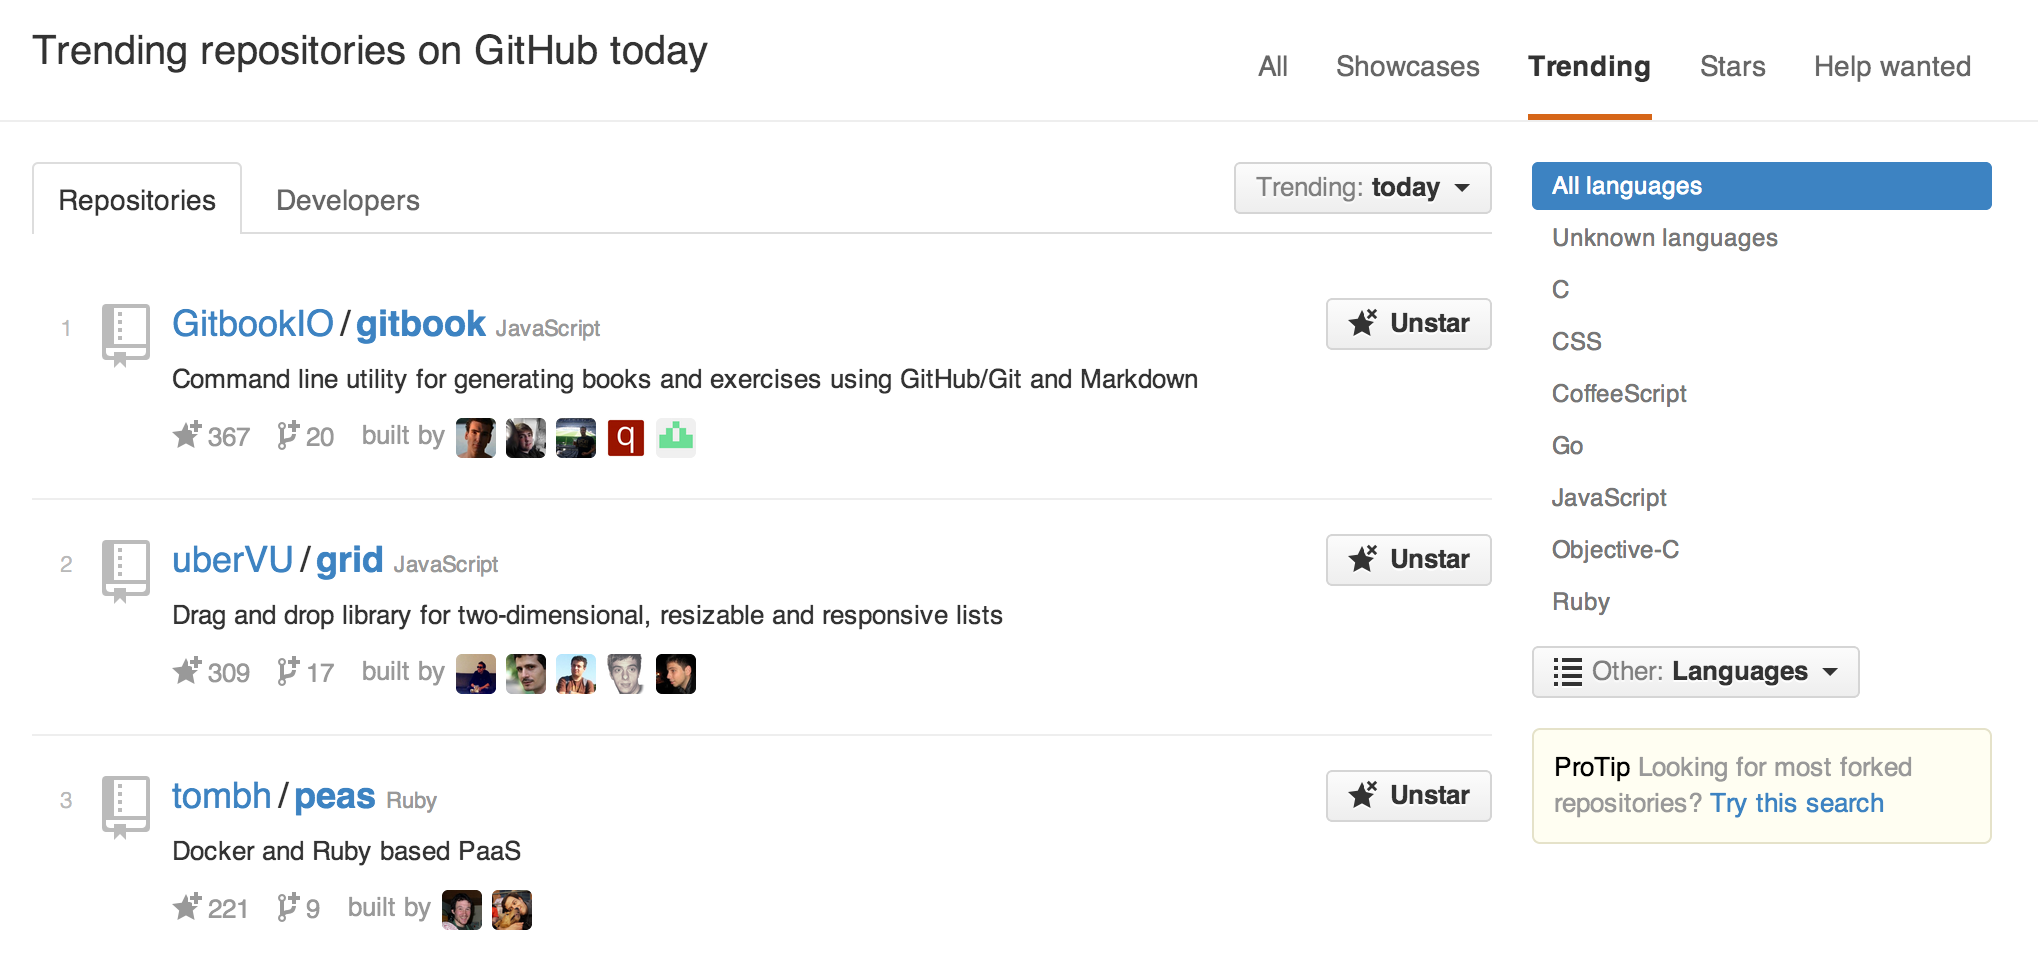 Trending repositories on GitHub today
All Showcases Trending Stars Help wanted
Repositories Developers
Trending: today
1 GitbookIO / gitbook JavaScript
Unstar
Command line utility for generating books and exercises using GitHub/Git and Markdown
367 20 built by q
2 uberVU / grid JavaScript
Unstar
Drag and drop library for two-dimensional, resizable and responsive lists
309 17 built by
3 tombh / peas Ruby
Unstar
Docker and Ruby based PaaS
221 9 built by
All languages
Unknown languages
C
CSS
CoffeeScript
Go
JavaScript
Objective-C
Ruby
Other: Languages
ProTip Looking for most forked
repositories? Try this search